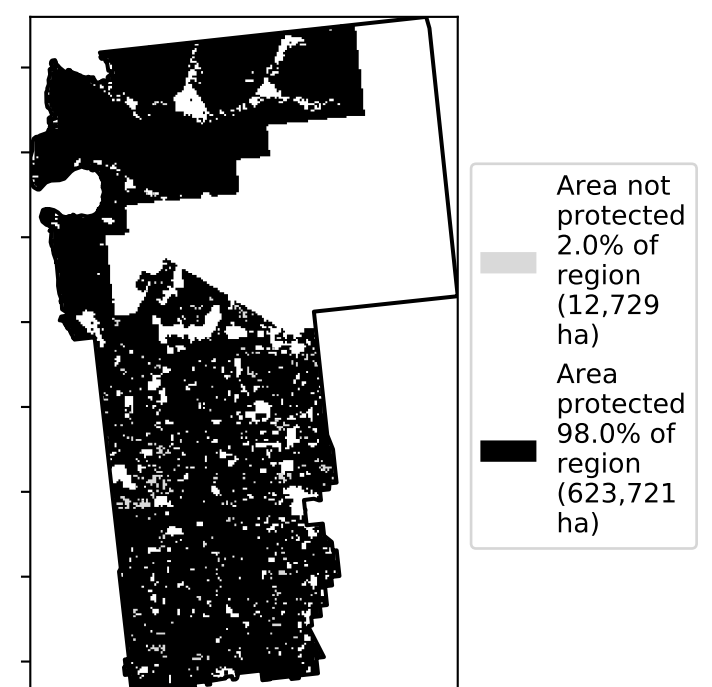 Area not
protected
2.0% of
region
(12,729
ha)
Area
protected
98.0% of
region
(623,721
ha)